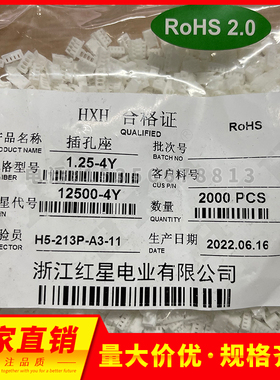 RoHS 2.0
HXH 合格证
QUALIFIED
RoHS
产品名称
PRODUCT NAME
插孔座
批次号
BATCH NO
格型号
1.25-4Y
客户料号
CUS P/N
星代号
12500-4Y
数量
QUANTITY
2000 PCS
验员
H5-213P-A3-11
生产日期
DATE
2022.06.16
浙江红星电业有限公司
家直销
量大价优·规格齐